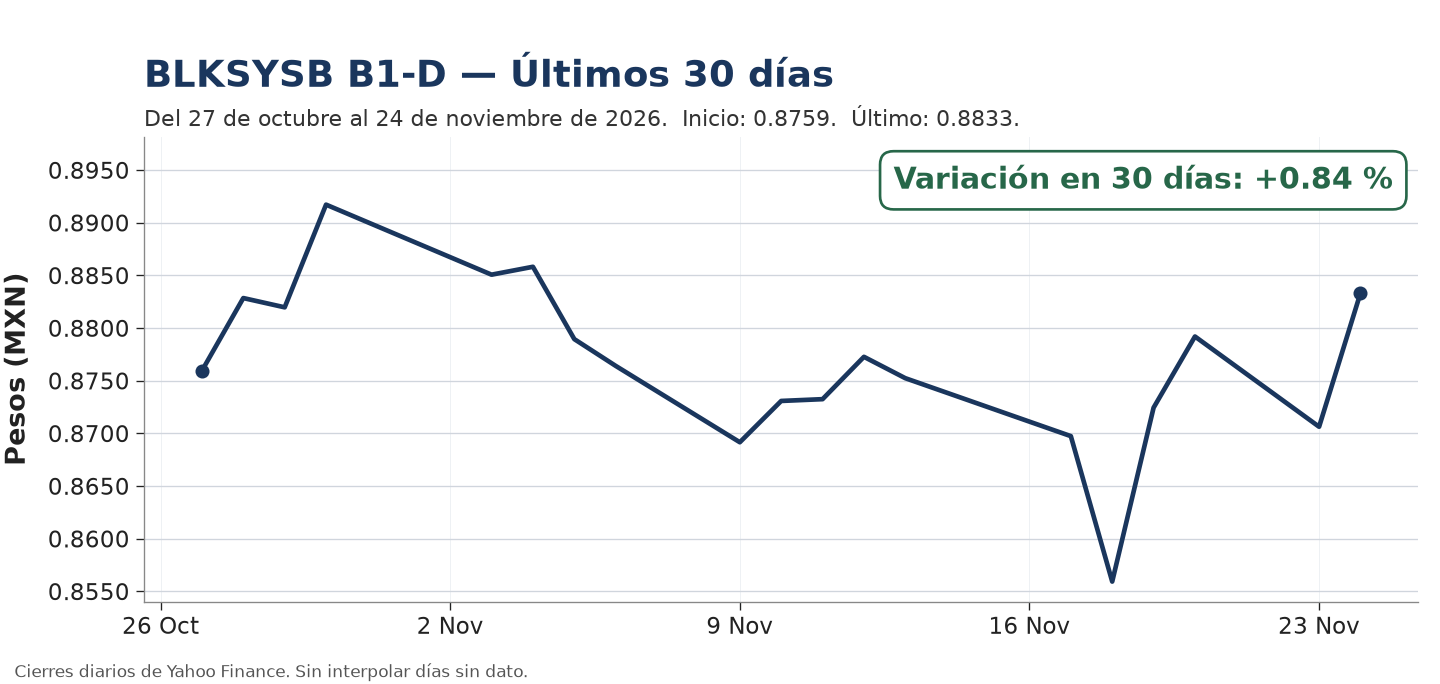 BLKSYSB B1-D — Últimos 30 días
Del 27 de octubre al 24 de noviembre de 2026.  Inicio: 0.8759.  Último: 0.8833.
Variación en 30 días: +0.84 %
Pesos (MXN)
0.8950
0.8900
0.8850
0.8800
0.8750
0.8700
0.8650
0.8600
0.8550
26 Oct
2 Nov
9 Nov
16 Nov
23 Nov
Cierres diarios de Yahoo Finance. Sin interpolar días sin dato.